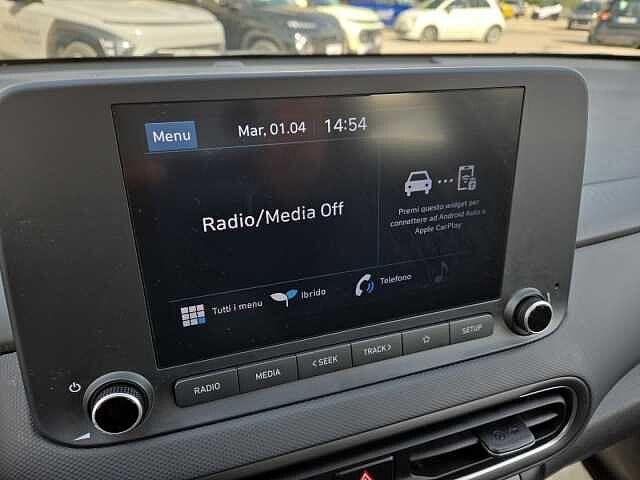 Menu
Mar, 01.04 14:54
Radio/Media Off
Premi questo widget per
connettere ad Android Auto o
Apple CarPlay
Tutti i menu
ibrido
Telefono
RADIO
MEDIA
< SEEK
TRACK >
SETUP